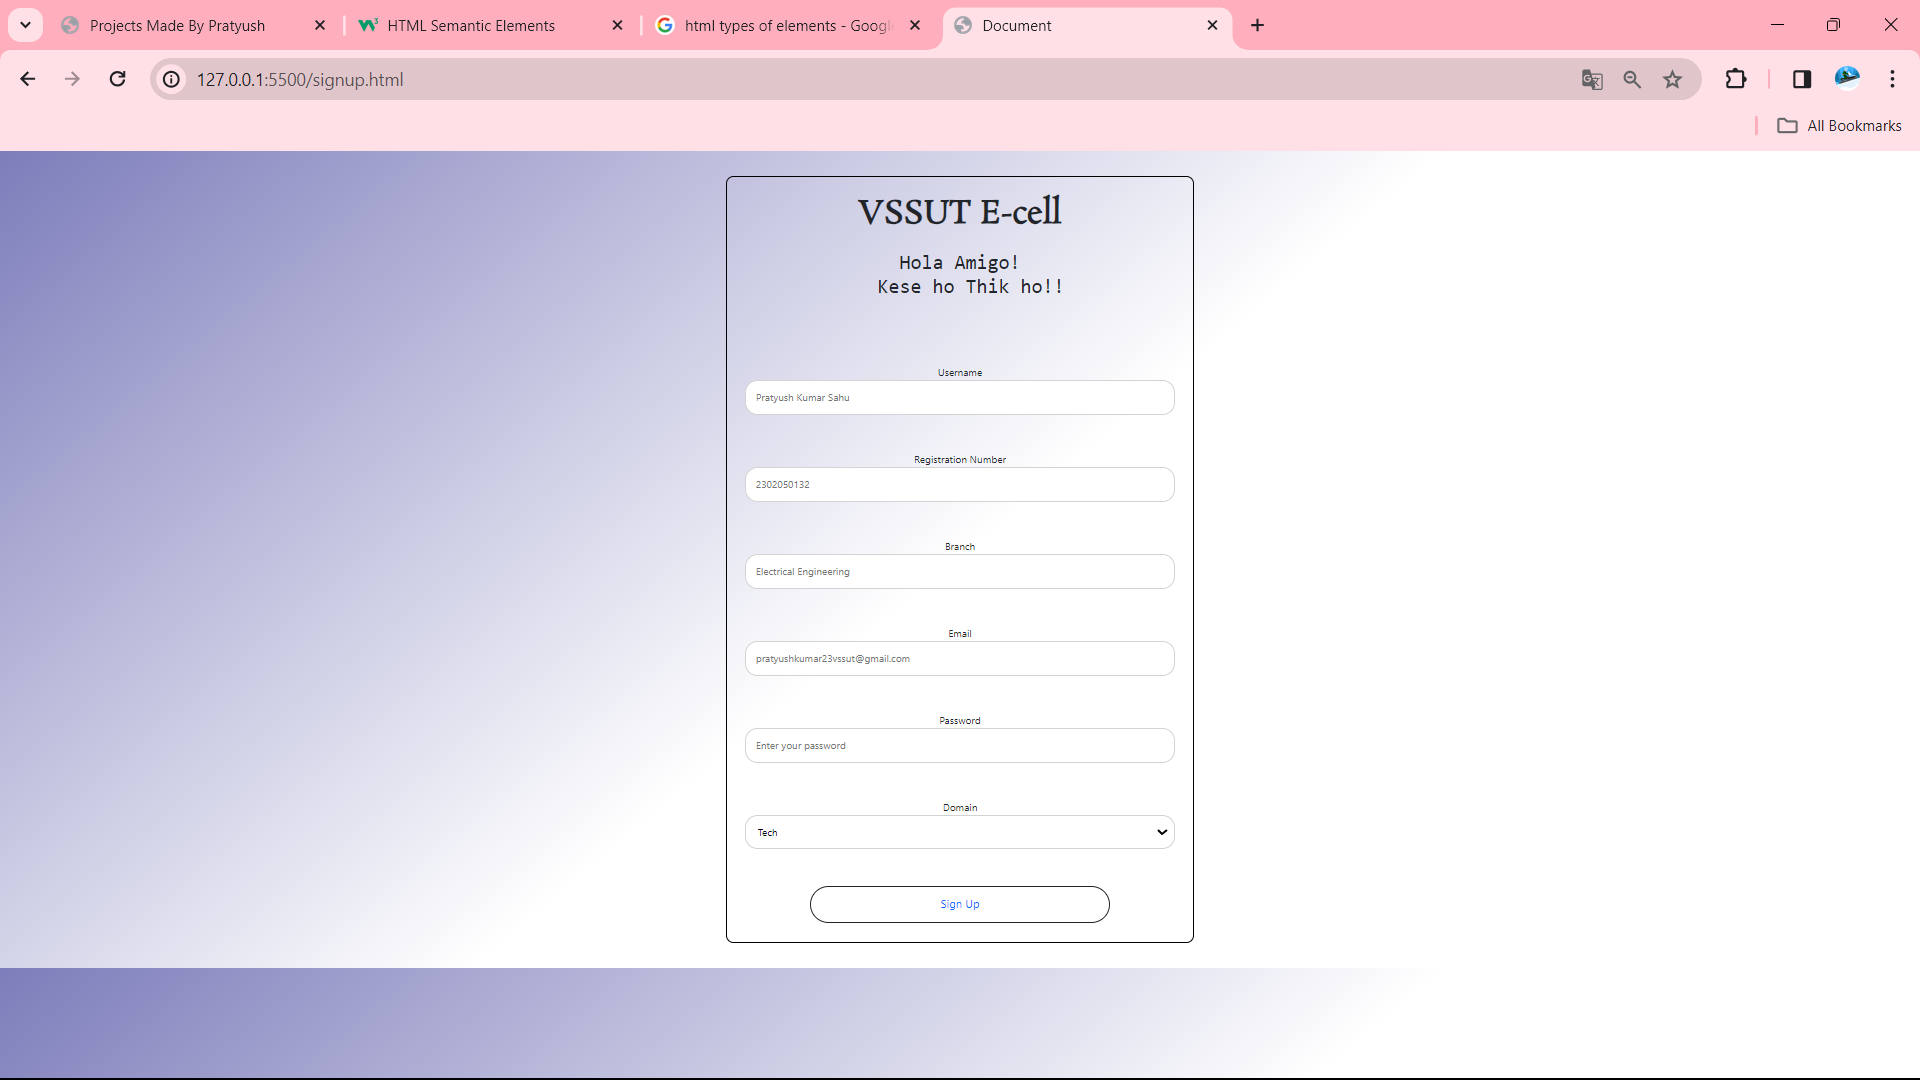 Projects Made By Pratyush
HTML Semantic Elements
html types of elements - Googl
Document
127.0.0.1:5500/signup.html
All Bookmarks
VSSUT E-cell
Hola Amigo!
Kese ho Thik ho!!
Username
Pratyush Kumar Sahu
Registration Number
2302050132
Branch
Electrical Engineering
Email
pratyushkumar23vssut@gmail.com
Password
Enter your password
Domain
Tech
Sign Up